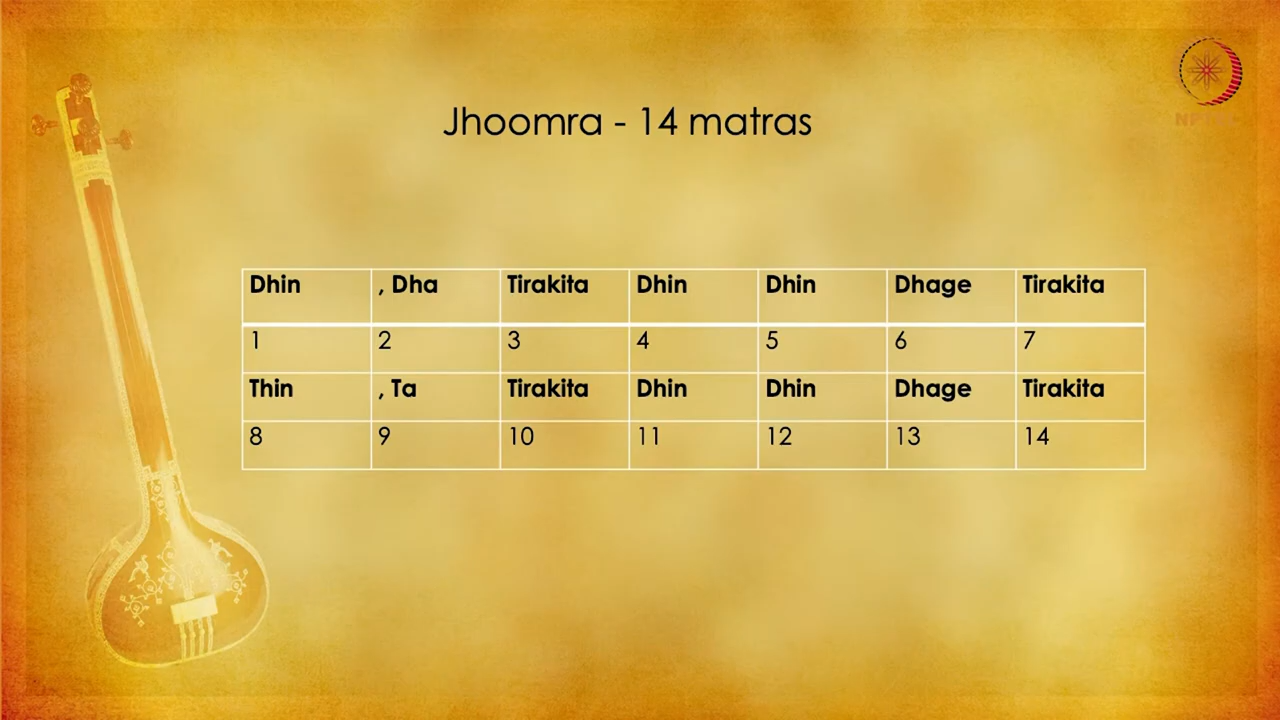 Jhoomra - 14 matras
NPTEL
Dhin , Dha Tirakita Dhin Dhin Dhage Tirakita
1 2 3 4 5 6 7
Thin , Ta Tirakita Dhin Dhin Dhage Tirakita
8 9 10 11 12 13 14